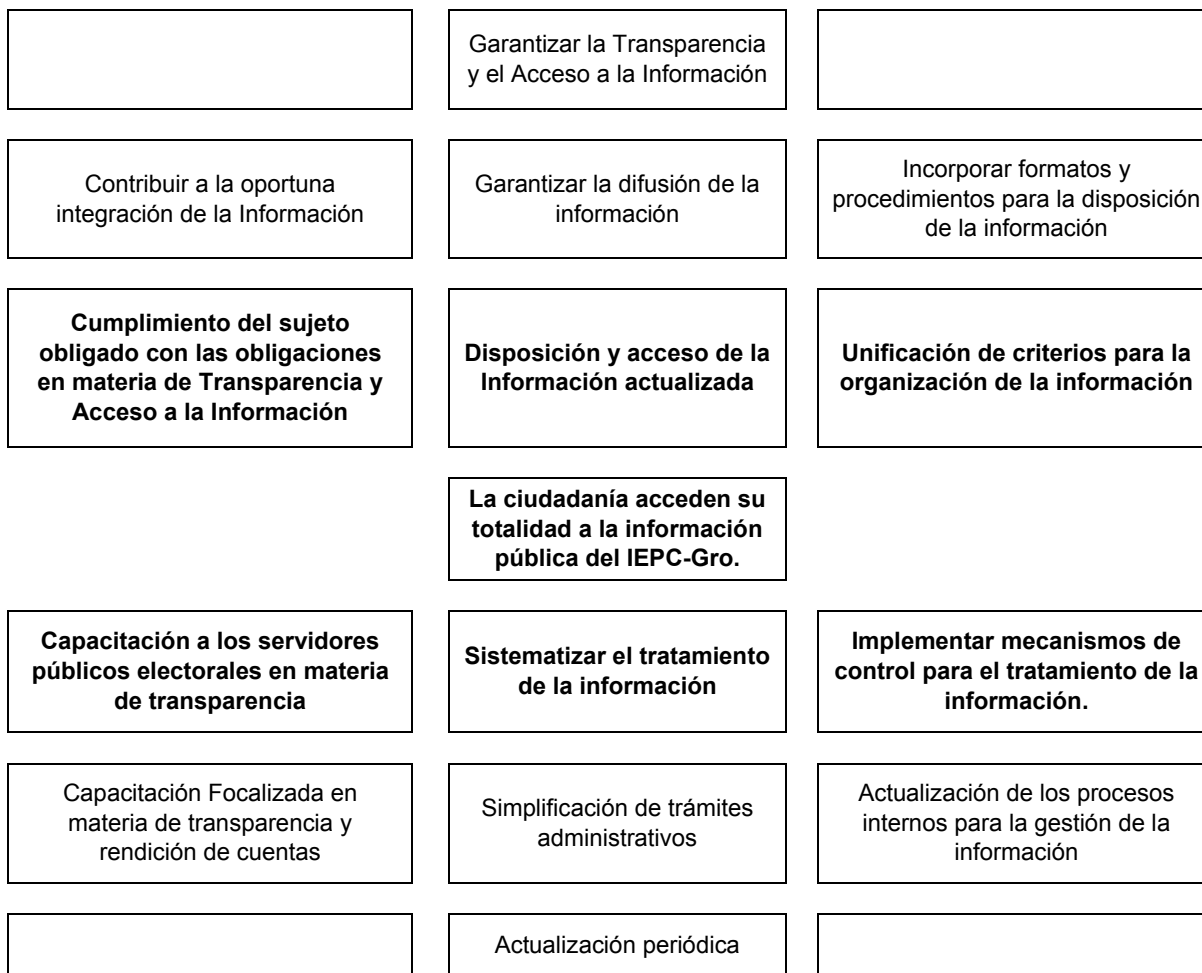 Garantizar la Transparencia
y el Acceso a la Información
Contribuir a la oportuna
integración de la Información
Garantizar la difusión de la
información
Incorporar formatos y
procedimientos para la disposición
de la información
Cumplimiento del sujeto
obligado con las obligaciones
en materia de Transparencia y
Acceso a la Información
Disposición y acceso de la
Información actualizada
Unificación de criterios para la
organización de la información
La ciudadanía acceden su
totalidad a la información
pública del IEPC-Gro.
Capacitación a los servidores
públicos electorales en materia
de transparencia
Sistematizar el tratamiento
de la información
Implementar mecanismos de
control para el tratamiento de la
información.
Capacitación Focalizada en
materia de transparencia y
rendición de cuentas
Simplificación de trámites
administrativos
Actualización de los procesos
internos para la gestión de la
información
Actualización periódica